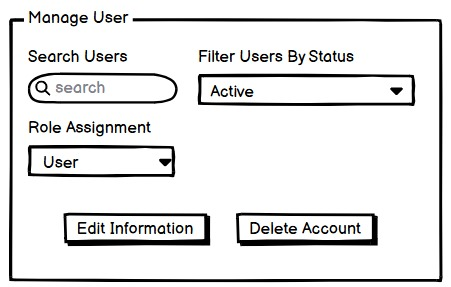 Manage User
Search Users
Filter Users By Status
search
Active
Role Assignment
User
Edit Information
Delete Account